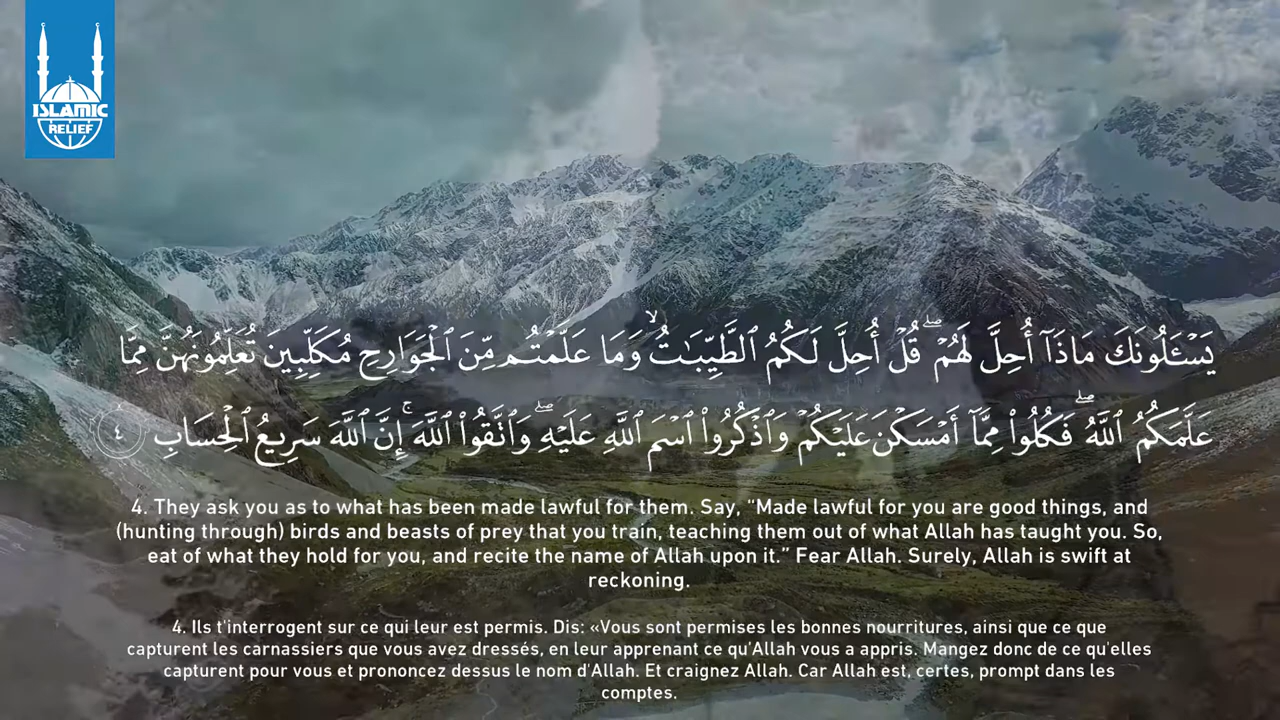 ISLAMIC
RELIEF
يَسْـَٔلُونَكَ مَاذَآ أُحِلَّ لَهُمْ ۖ قُلْ أُحِلَّ لَكُمُ ٱلطَّيِّبَـٰتُ ۙ وَمَا عَلَّمْتُم مِّنَ ٱلْجَوَارِحِ مُكَلِّبِينَ تُعَلِّمُونَهُنَّ مِمَّا
عَلَّمَكُمُ ٱللَّهُ ۖ فَكُلُوا۟ مِمَّآ أَمْسَكْنَ عَلَيْكُمْ وَٱذْكُرُوا۟ ٱسْمَ ٱللَّهِ عَلَيْهِ ۖ وَٱتَّقُوا۟ ٱللَّهَ ۚ إِنَّ ٱللَّهَ سَرِيعُ ٱلْحِسَابِ ٤
4. They ask you as to what has been made lawful for them. Say, “Made lawful for you are good things, and
(hunting through) birds and beasts of prey that you train, teaching them out of what Allah has taught you. So,
eat of what they hold for you, and recite the name of Allah upon it.” Fear Allah. Surely, Allah is swift at
reckoning.
4. Ils t'interrogent sur ce qui leur est permis. Dis: «Vous sont permises les bonnes nourritures, ainsi que ce que
capturent les carnassiers que vous avez dressés, en leur apprenant ce qu'Allah vous a appris. Mangez donc de ce qu'elles
capturent pour vous et prononcez dessus le nom d'Allah. Et craignez Allah. Car Allah est, certes, prompt dans les
comptes.